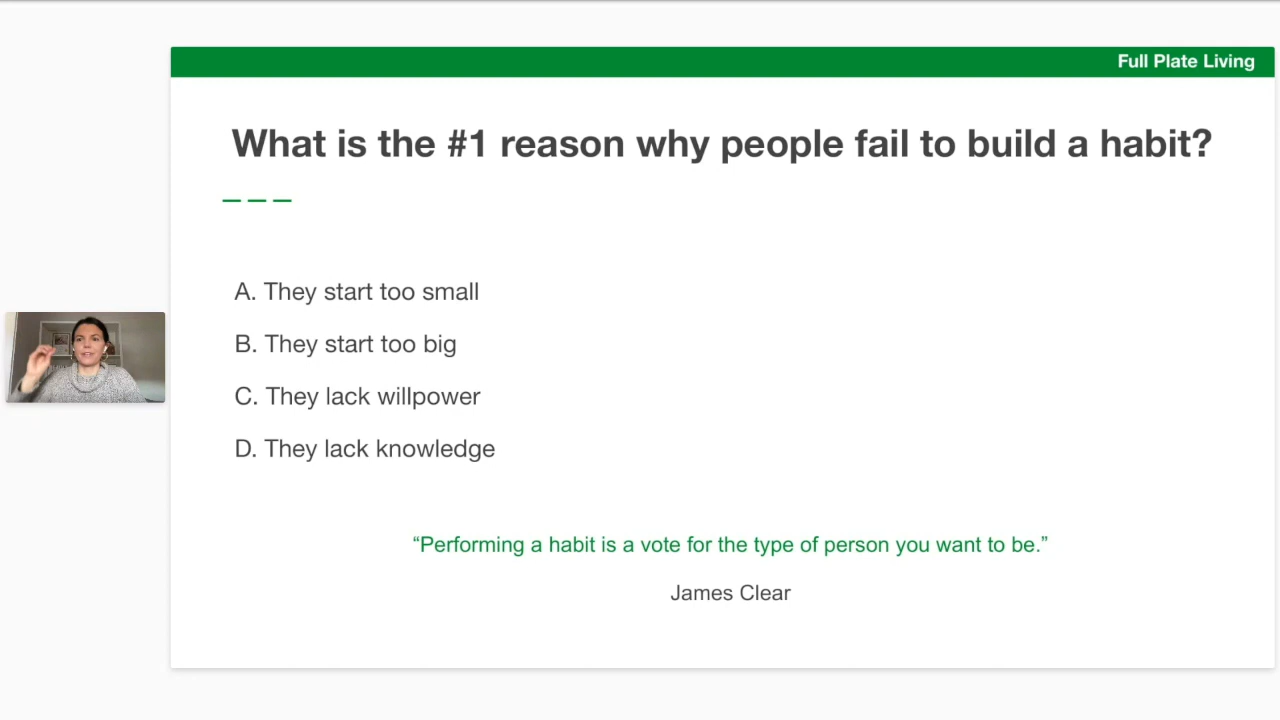 Full Plate Living
What is the #1 reason why people fail to build a habit?
A. They start too small
B. They start too big
C. They lack willpower
D. They lack knowledge
“Performing a habit is a vote for the type of person you want to be.”
James Clear